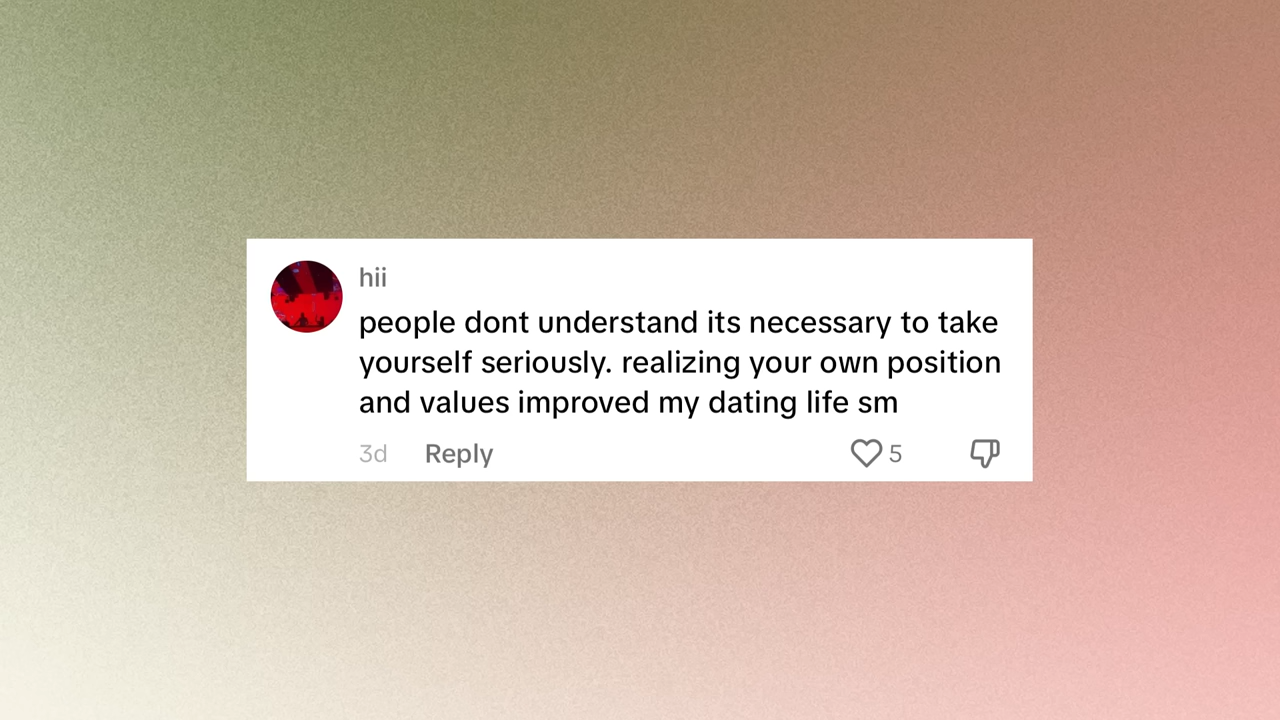 hii
people dont understand its necessary to take
yourself seriously. realizing your own position
and values improved my dating life sm
3d Reply 5